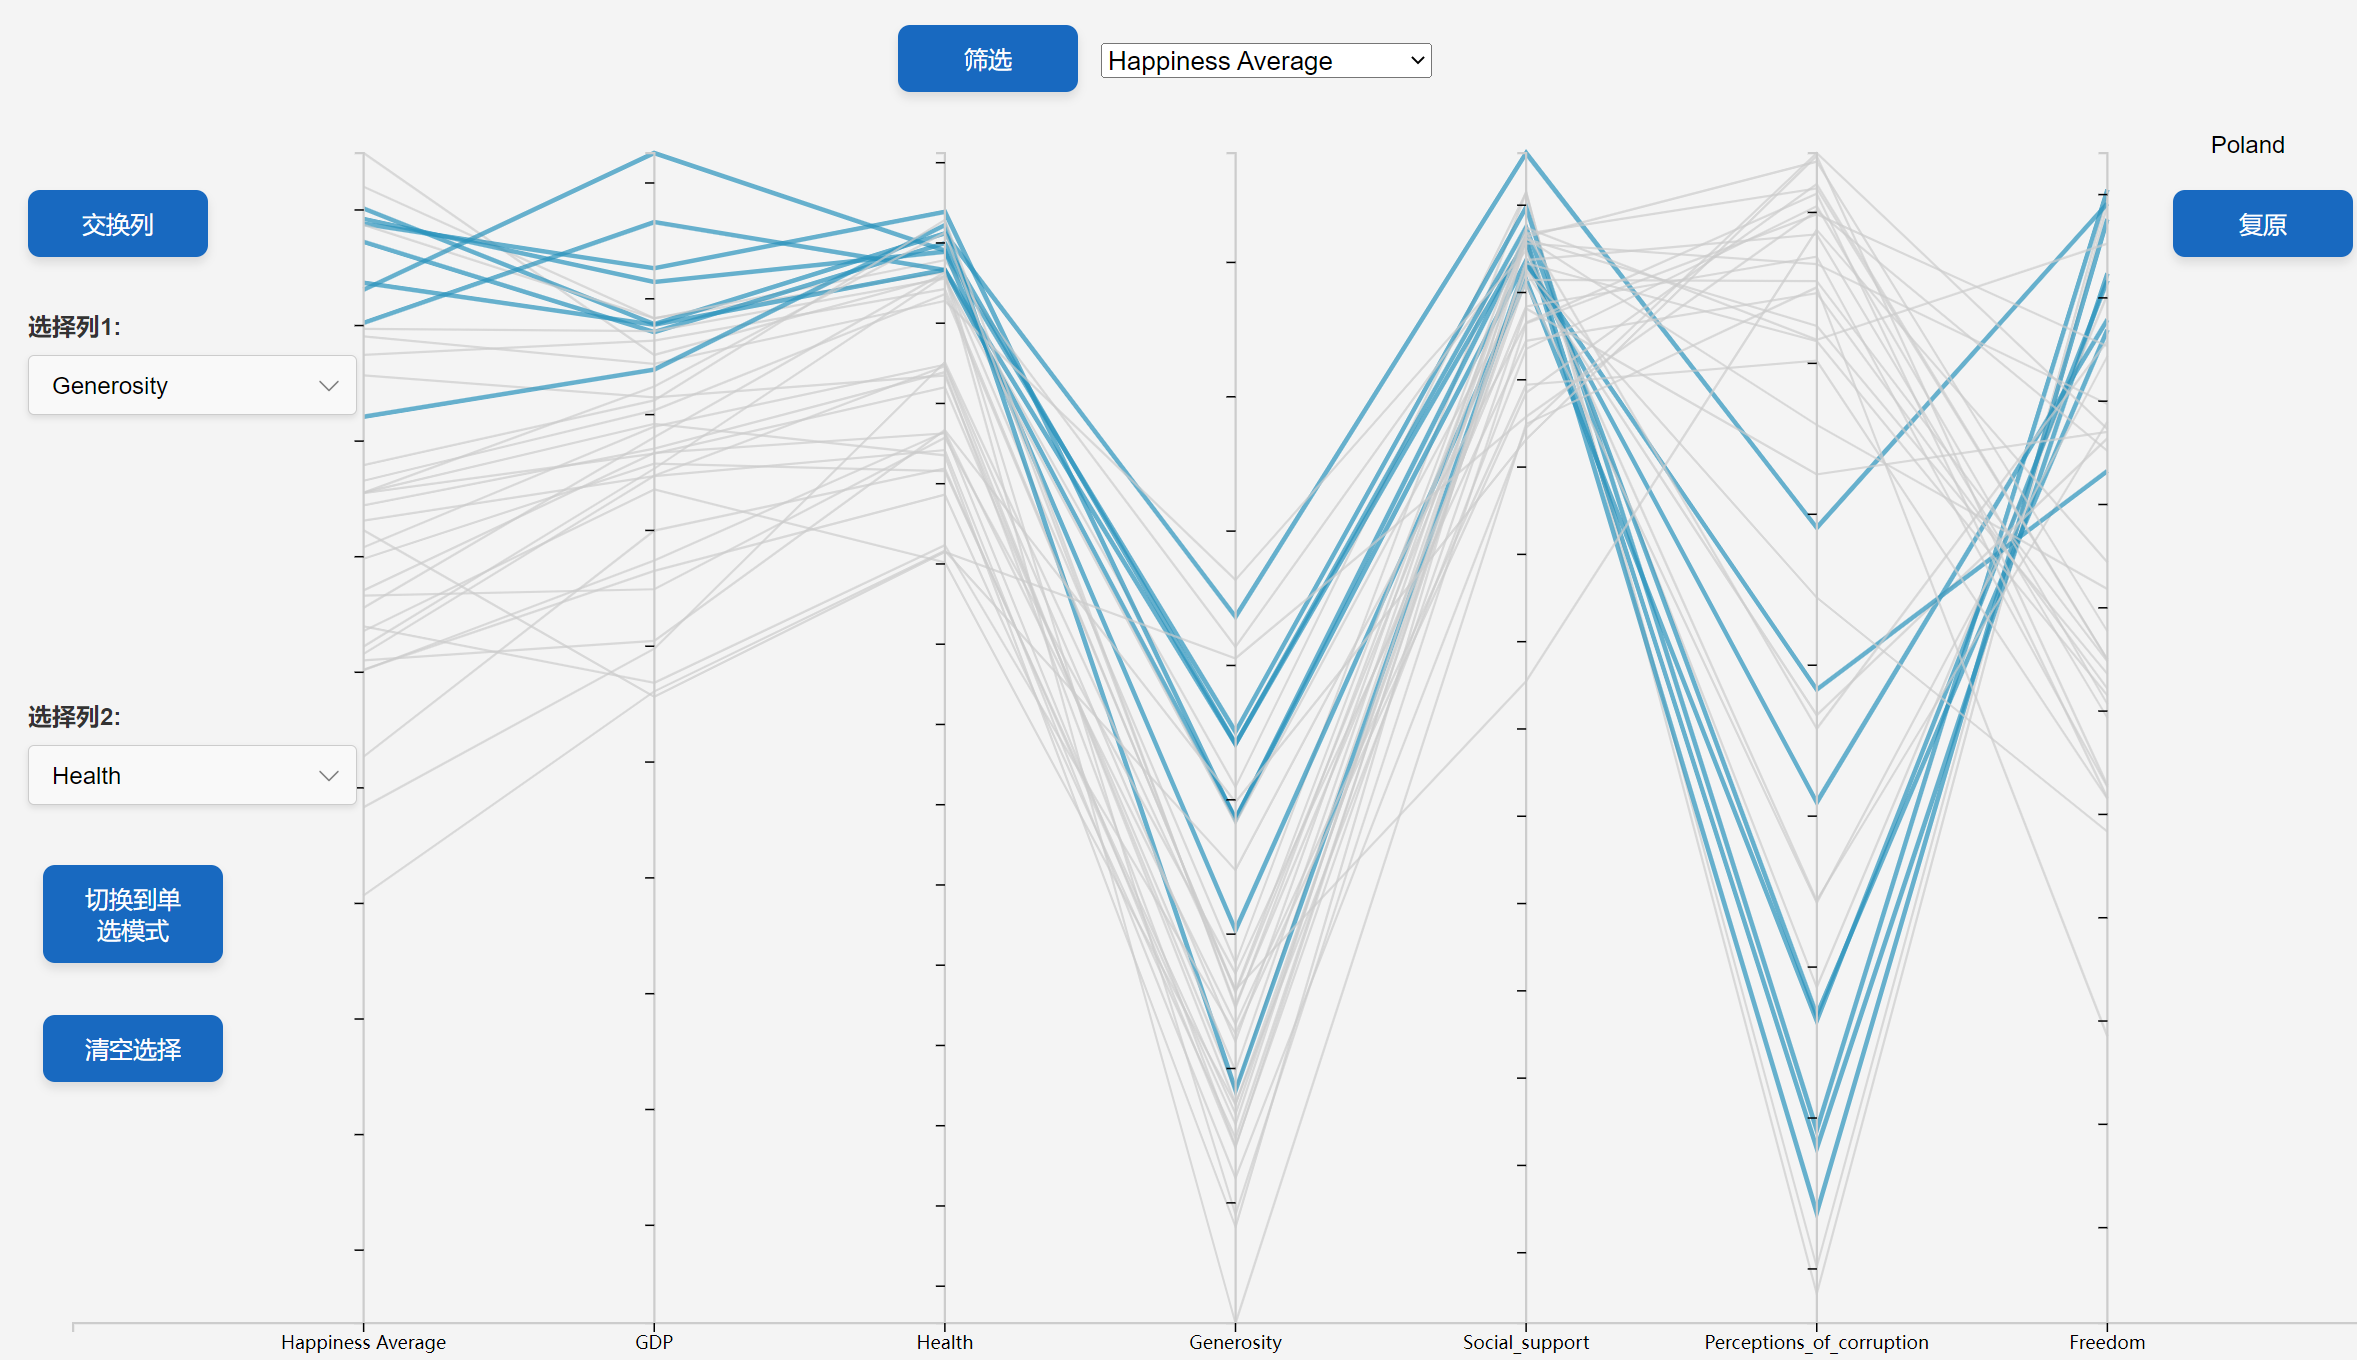 筛选
Happiness Average
Poland
交换列
复原
选择列1:
Generosity
选择列2:
Health
切换到单
选模式
清空选择
Happiness Average
GDP
Health
Generosity
Social_support
Perceptions_of_corruption
Freedom